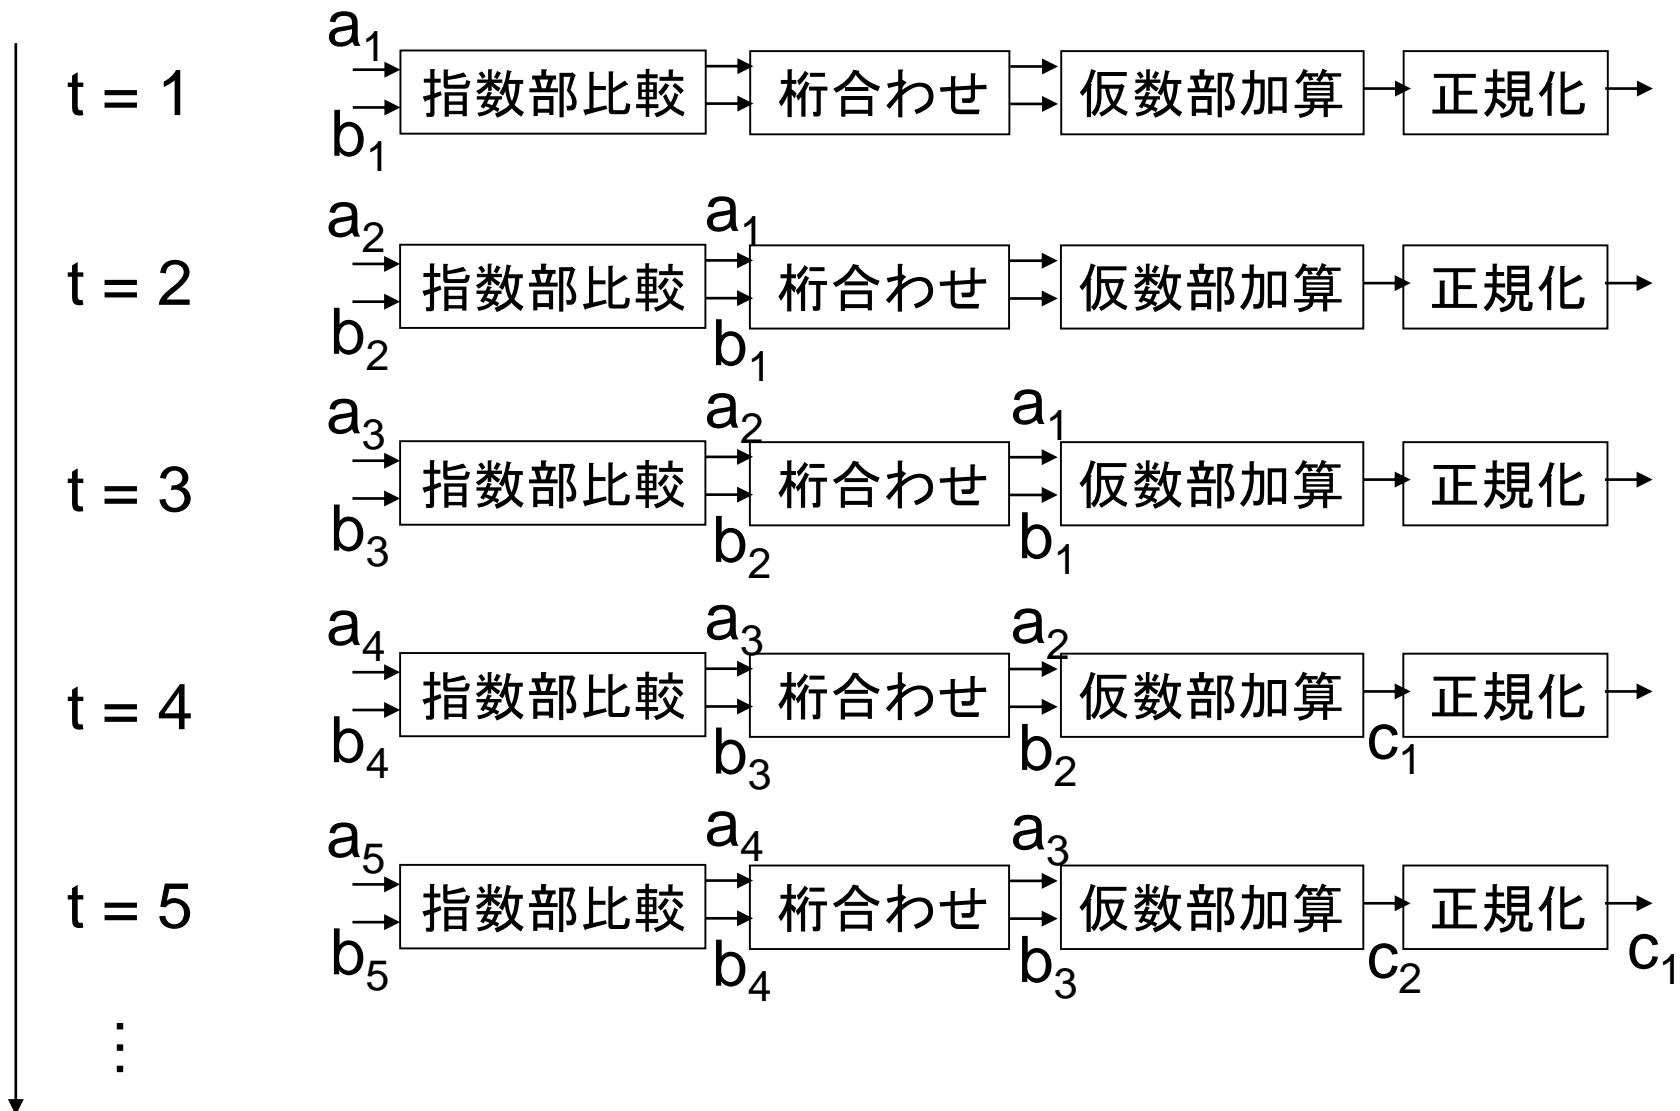 a₁
t = 1 指数部比較 桁合わせ 仮数部加算 正規化
b₁
a₂ a₁
t = 2 指数部比較 桁合わせ 仮数部加算 正規化
b₂ b₁
a₃ a₂ a₁
t = 3 指数部比較 桁合わせ 仮数部加算 正規化
b₃ b₂ b₁
a₄ a₃ a₂
t = 4 指数部比較 桁合わせ 仮数部加算 正規化
b₄ b₃ b₂ c₁
a₅ a₄ a₃
t = 5 指数部比較 桁合わせ 仮数部加算 正規化
b₅ b₄ b₃ c₂ c₁
⋮